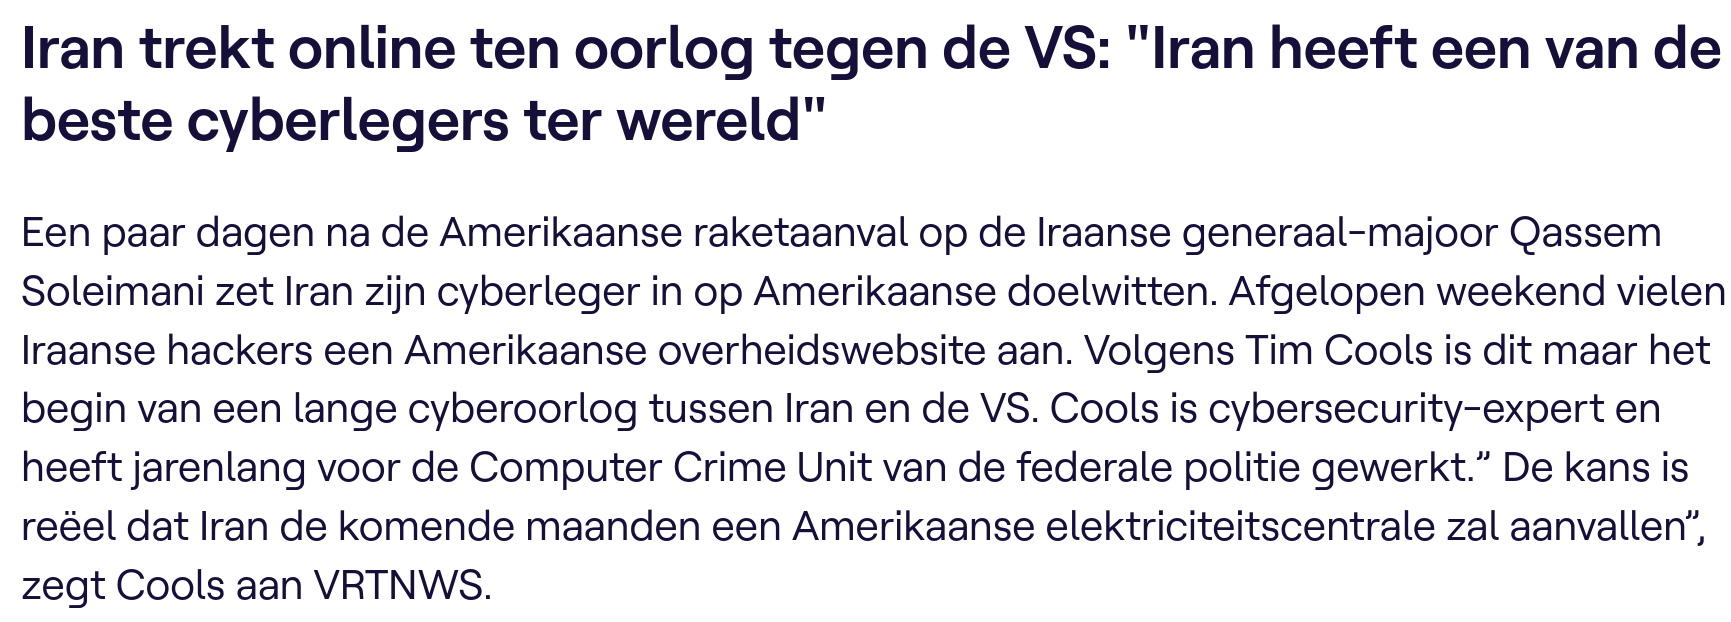 Iran trekt online ten oorlog tegen de VS: "Iran heeft een van de
beste cyberlegers ter wereld"
Een paar dagen na de Amerikaanse raketaanval op de Iraanse generaal-majoor Qassem
Soleimani zet Iran zijn cyberleger in op Amerikaanse doelwitten. Afgelopen weekend vielen
Iraanse hackers een Amerikaanse overheidswebsite aan. Volgens Tim Cools is dit maar het
begin van een lange cyberoorlog tussen Iran en de VS. Cools is cybersecurity-expert en
heeft jarenlang voor de Computer Crime Unit van de federale politie gewerkt.” De kans is
reëel dat Iran de komende maanden een Amerikaanse elektriciteitscentrale zal aanvallen”,
zegt Cools aan VRTNWS.